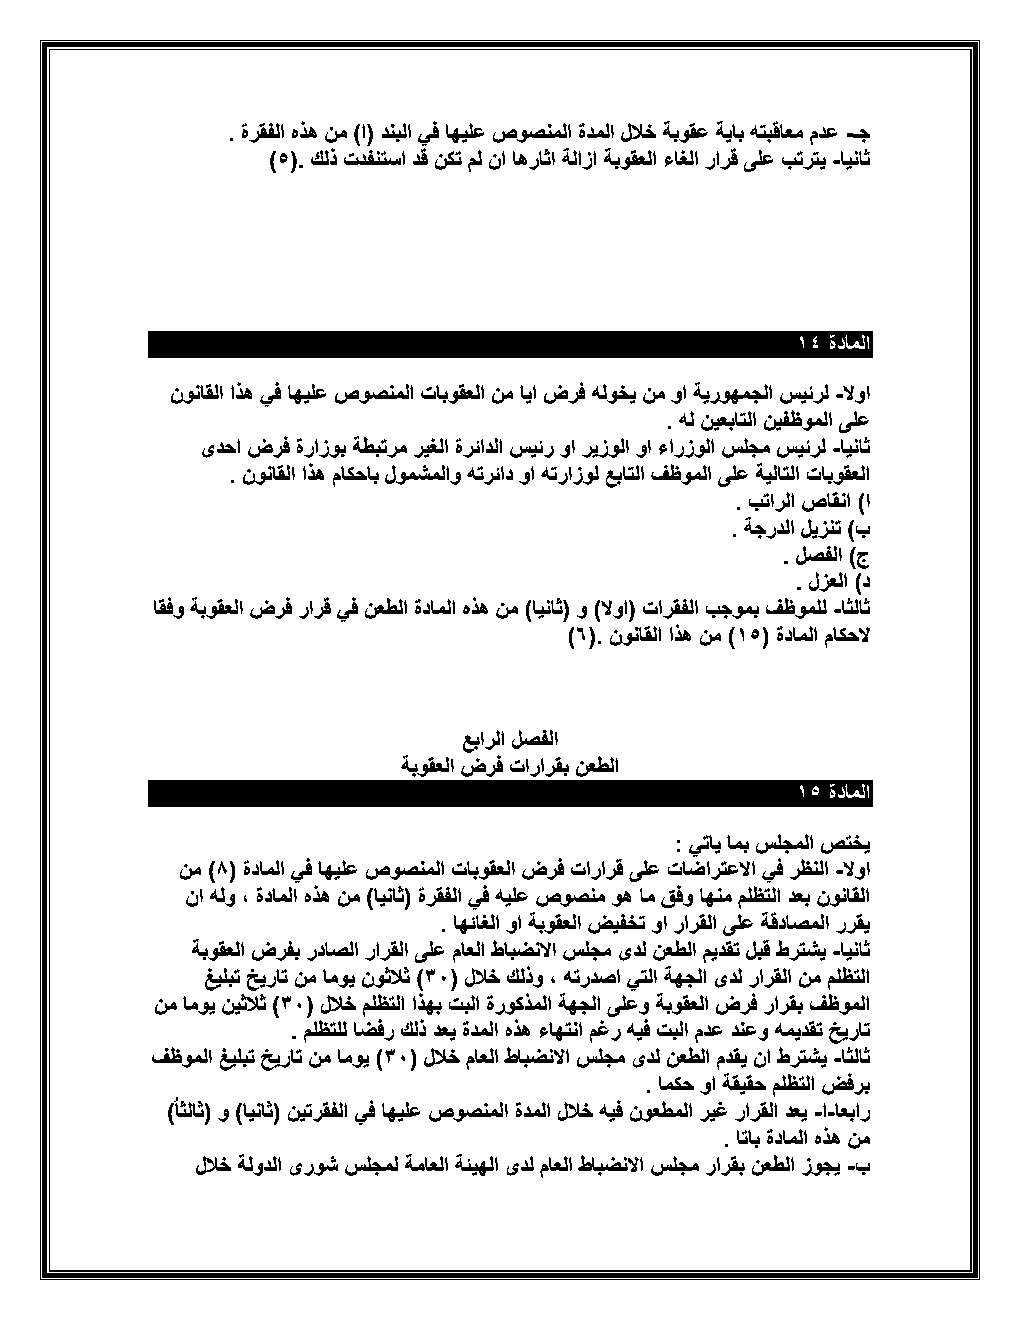 جـ- عدم معاقبته باية عقوبة خلال المدة المنصوص عليها في البند (ا) من هذه الفقرة .
ثانيا- يترتب على قرار الغاء العقوبة ازالة اثارها ان لم تكن قد استنفدت ذلك .(٥)
المادة ١٤
اولا- لرئيس الجمهورية او من يخوله فرض ايا من العقوبات المنصوص عليها في هذا القانون
على الموظفين التابعين له .
ثانيا- لرئيس مجلس الوزراء او الوزير او رئيس الدائرة الغير مرتبطة بوزارة فرض احدى
العقوبات التالية على الموظف التابع لوزارته او دائرته والمشمول باحكام هذا القانون .
ا) انقاص الراتب .
ب) تنزيل الدرجة .
ج) الفصل .
د) العزل .
ثالثا- للموظف بموجب الفقرات (اولا) و (ثانيا) من هذه المادة الطعن في قرار فرض العقوبة وفقا
لاحكام المادة (١٥) من هذا القانون .(٦)
الفصل الرابع
الطعن بقرارات فرض العقوبة
المادة ١٥
يختص المجلس بما ياتي :
اولا- النظر في الاعتراضات على قرارات فرض العقوبات المنصوص عليها في المادة (٨) من
القانون بعد التظلم منها وفق ما هو منصوص عليه في الفقرة (ثانيا) من هذه المادة ، وله ان
يقرر المصادقة على القرار او تخفيض العقوبة او الغائها .
ثانيا- يشترط قبل تقديم الطعن لدى مجلس الانضباط العام على القرار الصادر بفرض العقوبة
التظلم من القرار لدى الجهة التي اصدرته ، وذلك خلال (٣٠) ثلاثون يوما من تاريخ تبليغ
الموظف بقرار فرض العقوبة وعلى الجهة المذكورة البت بهذا التظلم خلال (٣٠) ثلاثين يوما من
تاريخ تقديمه وعند عدم البت فيه رغم انتهاء هذه المدة يعد ذلك رفضا للتظلم .
ثالثا- يشترط ان يقدم الطعن لدى مجلس الانضباط العام خلال (٣٠) يوما من تاريخ تبليغ الموظف
برفض التظلم حقيقة او حكما .
رابعا-ا- يعد القرار غير المطعون فيه خلال المدة المنصوص عليها في الفقرتين (ثانيا) و (ثالثاً)
من هذه المادة باتا .
ب- يجوز الطعن بقرار مجلس الانضباط العام لدى الهيئة العامة لمجلس شورى الدولة خلال